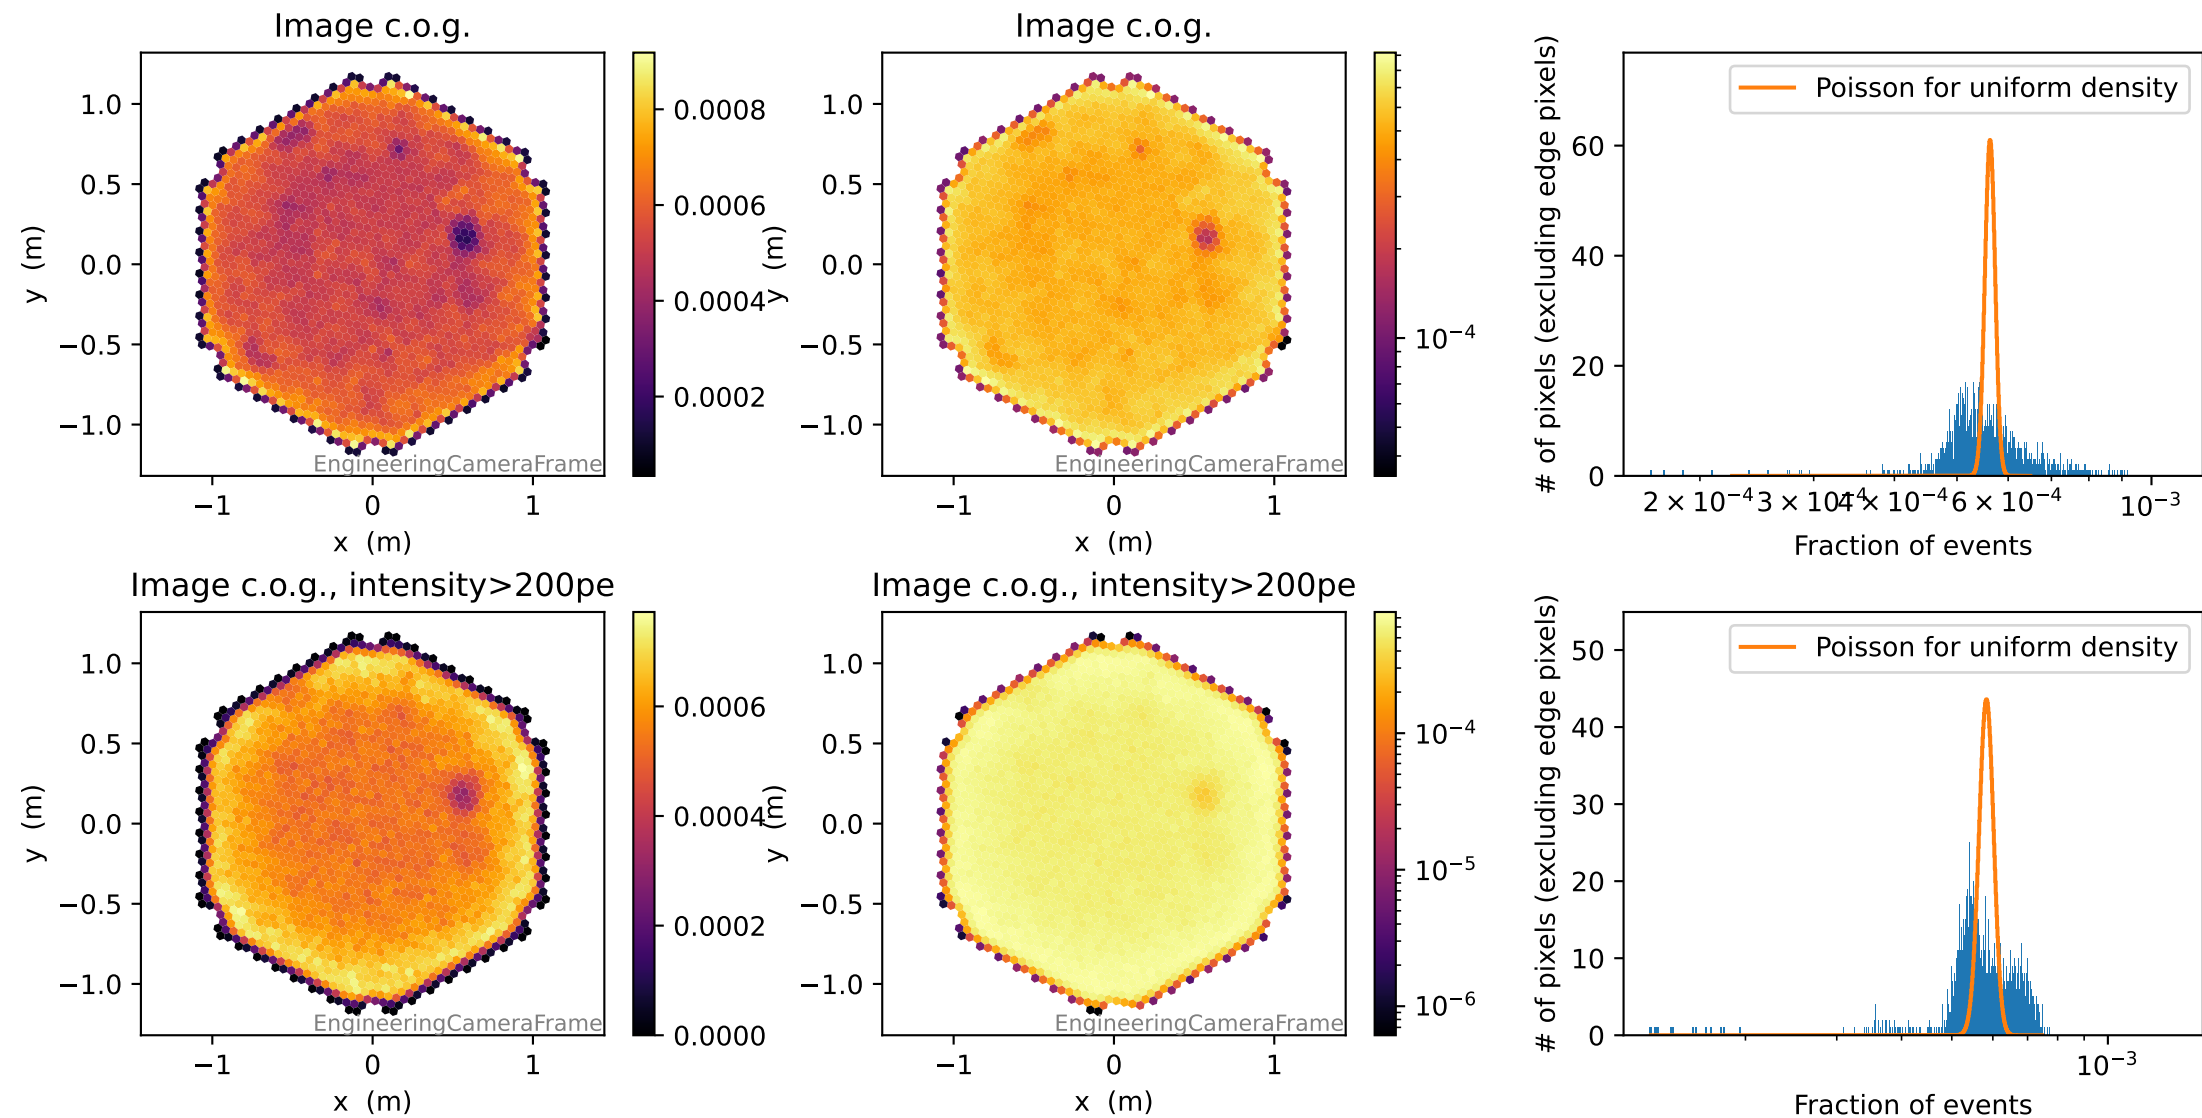 Image c.o.g.
1.0
0.5
0.0
−0.5
−1.0
y (m)
EngineeringCameraFrame
−1
0
1
x (m)
0.0008
0.0006
0.0004
0.0002
Image c.o.g.
1.0
0.5
0.0
−0.5
−1.0
y (m)
EngineeringCameraFrame
−1
0
1
x (m)
10⁻⁴
Poisson for uniform density
# of pixels (excluding edge pixels)
60
40
20
0
2 × 10⁻⁴
3 × 10⁻⁴
4 × 10⁻⁴
6 × 10⁻⁴
10⁻³
Fraction of events
Image c.o.g., intensity>200pe
1.0
0.5
0.0
−0.5
−1.0
y (m)
EngineeringCameraFrame
−1
0
1
x (m)
0.0006
0.0004
0.0002
0.0000
Image c.o.g., intensity>200pe
1.0
0.5
0.0
−0.5
−1.0
y (m)
EngineeringCameraFrame
−1
0
1
x (m)
10⁻⁴
10⁻⁵
10⁻⁶
Poisson for uniform density
# of pixels (excluding edge pixels)
50
40
30
20
10
0
10⁻³
Fraction of events